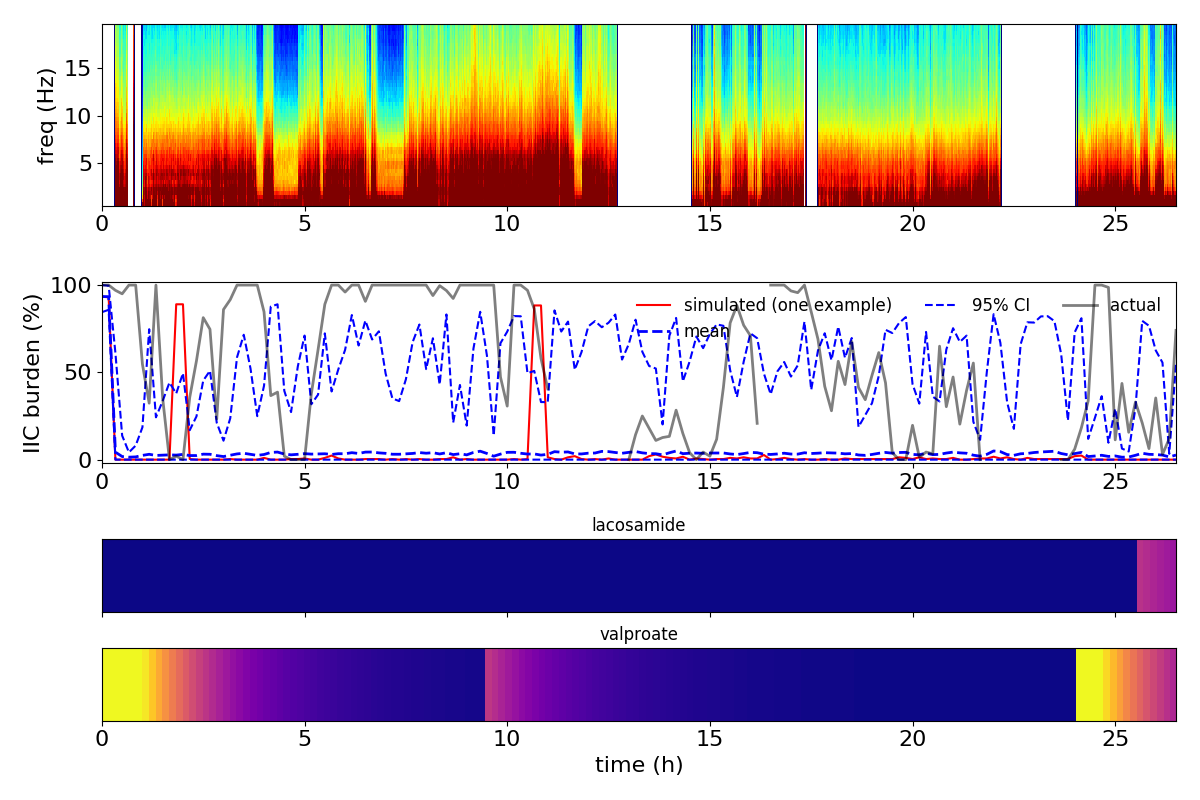 freq (Hz)
15
10
5
0 5 10 15 20 25
IIC burden (%)
100
50
0
simulated (one example) 95% CI actual
mean
0 5 10 15 20 25
lacosamide
valproate
0 5 10 15 20 25
time (h)